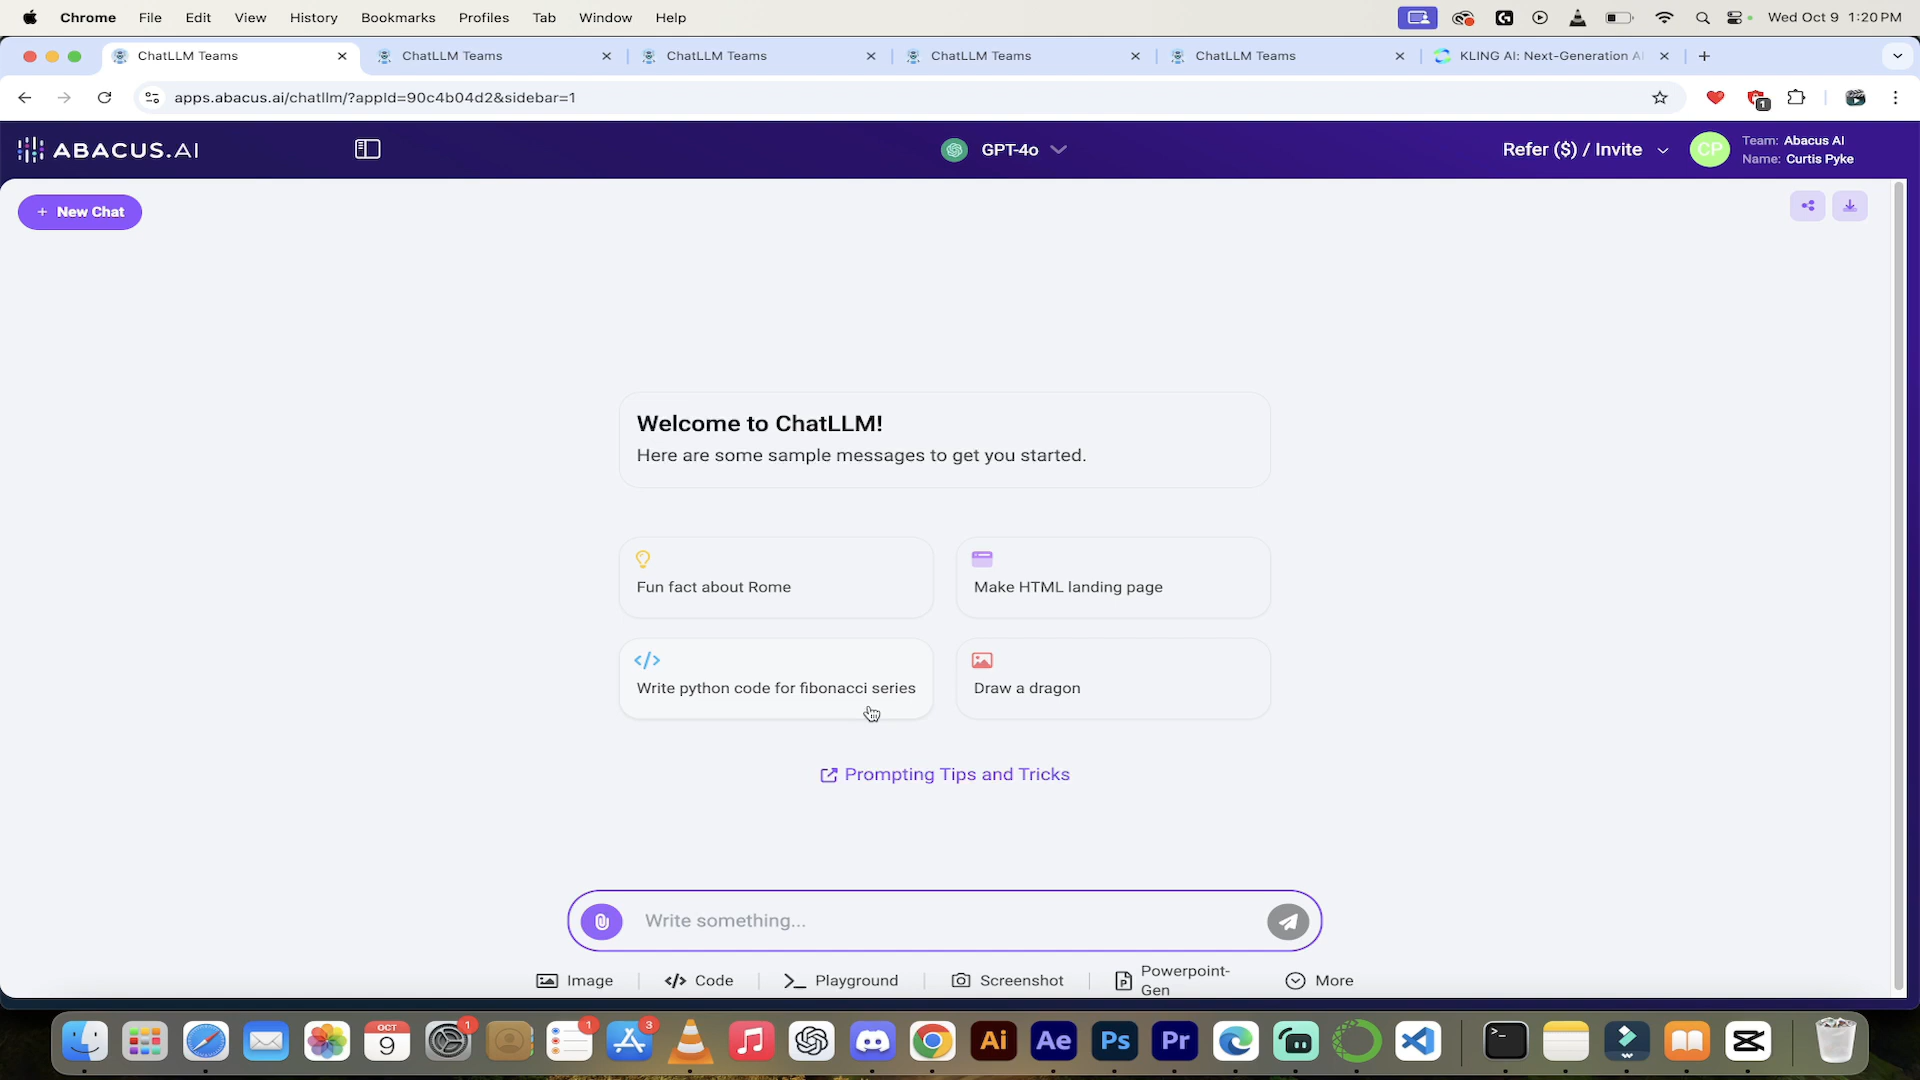 Chrome File Edit View History Bookmarks Profiles Tab Window Help Wed Oct 9 1:20 PM
ChatLLM Teams ChatLLM Teams ChatLLM Teams ChatLLM Teams ChatLLM Teams KLING AI: Next-Generation AI
apps.abacus.ai/chatllm/?appId=90c4b04d2&sidebar=1
1
ABACUS.AI
GPT-4o
Refer ($) / Invite
CP
Team: Abacus AI
Name: Curtis Pyke
+ New Chat
Welcome to ChatLLM!
Here are some sample messages to get you started.
Fun fact about Rome
Make HTML landing page
</>
Write python code for fibonacci series
Draw a dragon
Prompting Tips and Tricks
Write something...
Image
</> Code
Playground
Screenshot
Powerpoint-
Gen
More
OCT
9
1
1
3
Ai
Ae
Ps
Pr